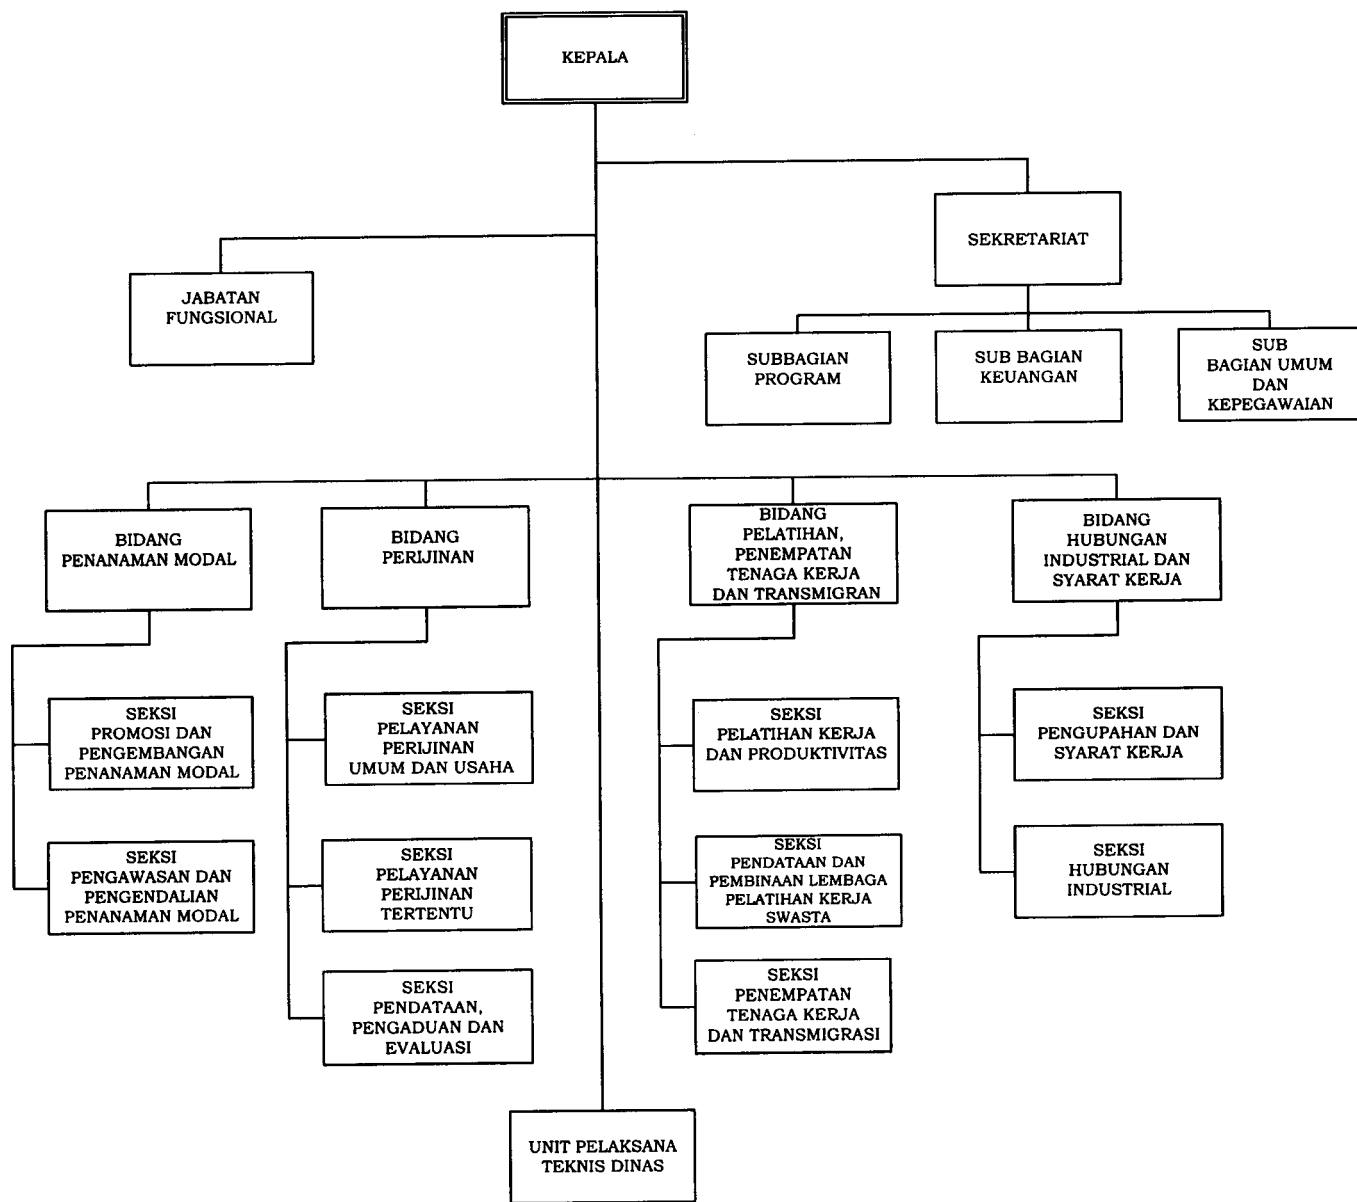 KEPALA
SEKRETARIAT
JABATAN
FUNGSIONAL
SUBBAGIAN
PROGRAM
SUB BAGIAN
KEUANGAN
SUB
BAGIAN UMUM
DAN
KEPEGAWAIAN
BIDANG
PENANAMAN MODAL
BIDANG
PERIJINAN
BIDANG
PELATIHAN,
PENEMPATAN
TENAGA KERJA
DAN TRANSMIGRAN
BIDANG
HUBUNGAN
INDUSTRIAL DAN
SYARAT KERJA
SEKSI
PROMOSI DAN
PENGEMBANGAN
PENANAMAN MODAL
SEKSI
PELAYANAN
PERIJINAN
UMUM DAN USAHA
SEKSI
PELATIHAN KERJA
DAN PRODUKTIVITAS
SEKSI
PENGUPAHAN DAN
SYARAT KERJA
SEKSI
PENGAWASAN DAN
PENGENDALIAN
PENANAMAN MODAL
SEKSI
PELAYANAN
PERIJINAN
TERTENTU
SEKSI
PENDATAAN DAN
PEMBINAAN LEMBAGA
PELATIHAN KERJA
SWASTA
SEKSI
HUBUNGAN
INDUSTRIAL
SEKSI
PENDATAAN,
PENGADUAN DAN
EVALUASI
SEKSI
PENEMPATAN
TENAGA KERJA
DAN TRANSMIGRASI
UNIT PELAKSANA
TEKNIS DINAS